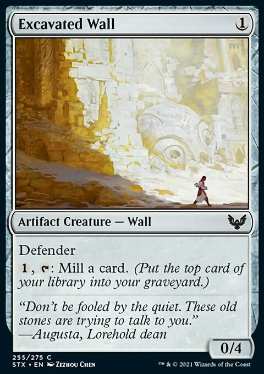 Excavated Wall 1
Artifact Creature — Wall
Defender
1, T: Mill a card. (Put the top card of
your library into your graveyard.)
"Don't be fooled by the quiet. These old
stones are trying to talk to you."
—Augusta, Lorehold dean
0/4
255/275 C
STX • EN Zizhou Chen
™ & © 2021 Wizards of the Coast